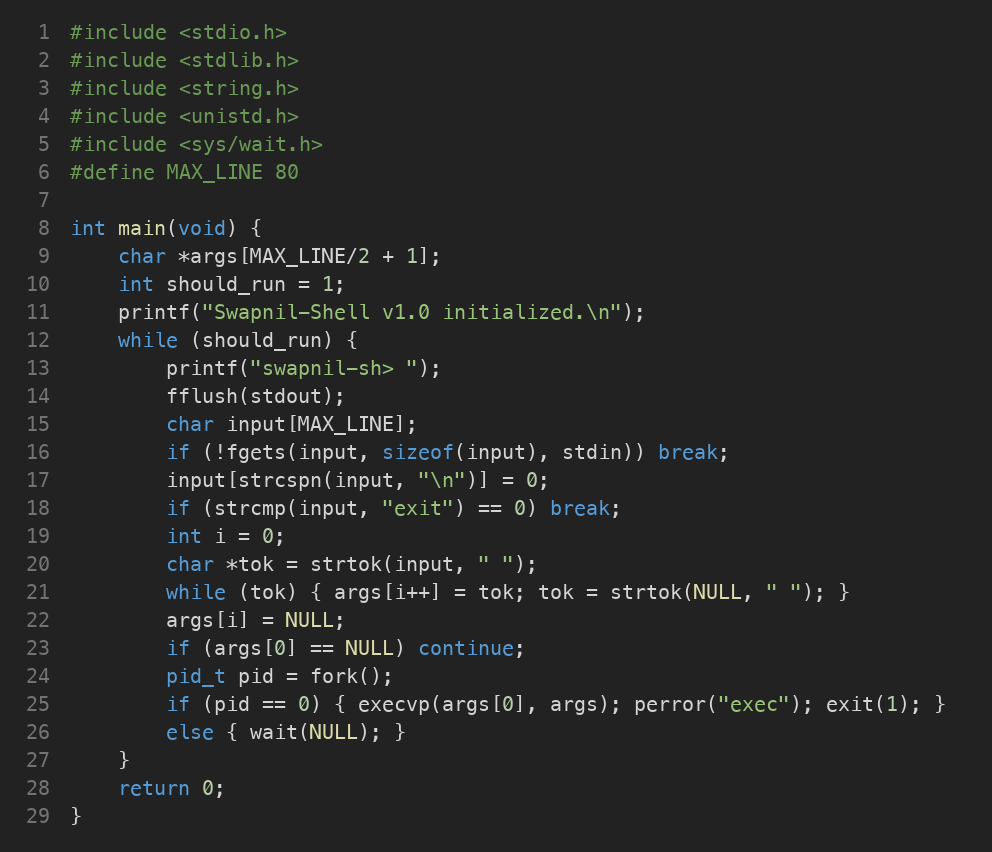 1 #include <stdio.h>
2 #include <stdlib.h>
3 #include <string.h>
4 #include <unistd.h>
5 #include <sys/wait.h>
6 #define MAX_LINE 80
7
8 int main(void) {
9     char *args[MAX_LINE/2 + 1];
10     int should_run = 1;
11     printf("Swapnil-Shell v1.0 initialized.\n");
12     while (should_run) {
13         printf("swapnil-sh> ");
14         fflush(stdout);
15         char input[MAX_LINE];
16         if (!fgets(input, sizeof(input), stdin)) break;
17         input[strcspn(input, "\n")] = 0;
18         if (strcmp(input, "exit") == 0) break;
19         int i = 0;
20         char *tok = strtok(input, " ");
21         while (tok) { args[i++] = tok; tok = strtok(NULL, " "); }
22         args[i] = NULL;
23         if (args[0] == NULL) continue;
24         pid_t pid = fork();
25         if (pid == 0) { execvp(args[0], args); perror("exec"); exit(1); }
26         else { wait(NULL); }
27     }
28     return 0;
29 }